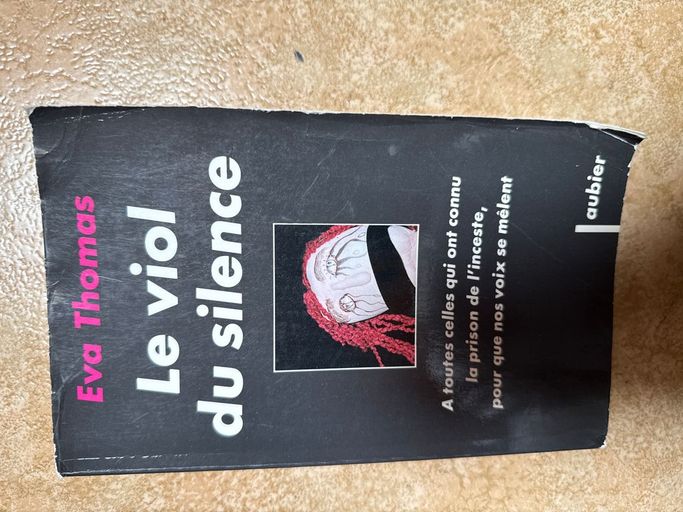 Eva Thomas
Le viol
du silence
A toutes celles qui ont connu
la prison de l'inceste,
pour que nos voix se mêlent
aubier